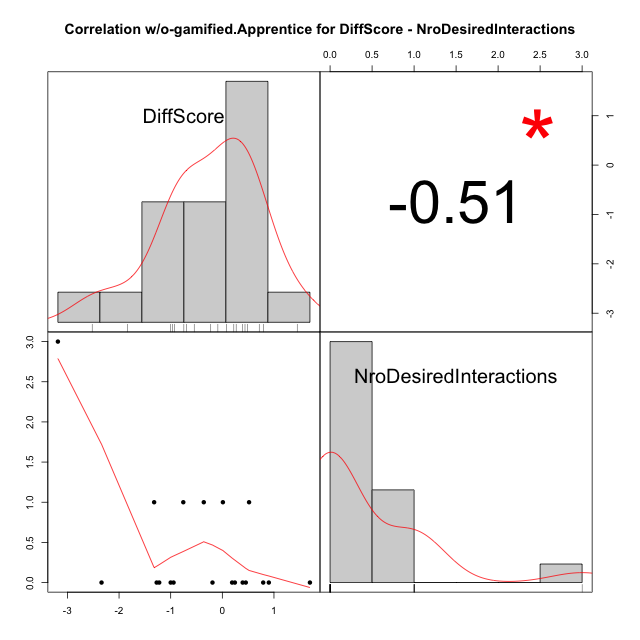 Correlation w/o-gamified.Apprentice for DiffScore - NroDesiredInteractions
0.0 0.5 1.0 1.5 2.0 2.5 3.0
DiffScore
*
-0.51
1
0
-1
-2
-3
3.0
2.5
2.0
1.5
1.0
0.5
0.0
NroDesiredInteractions
-3 -2 -1 0 1